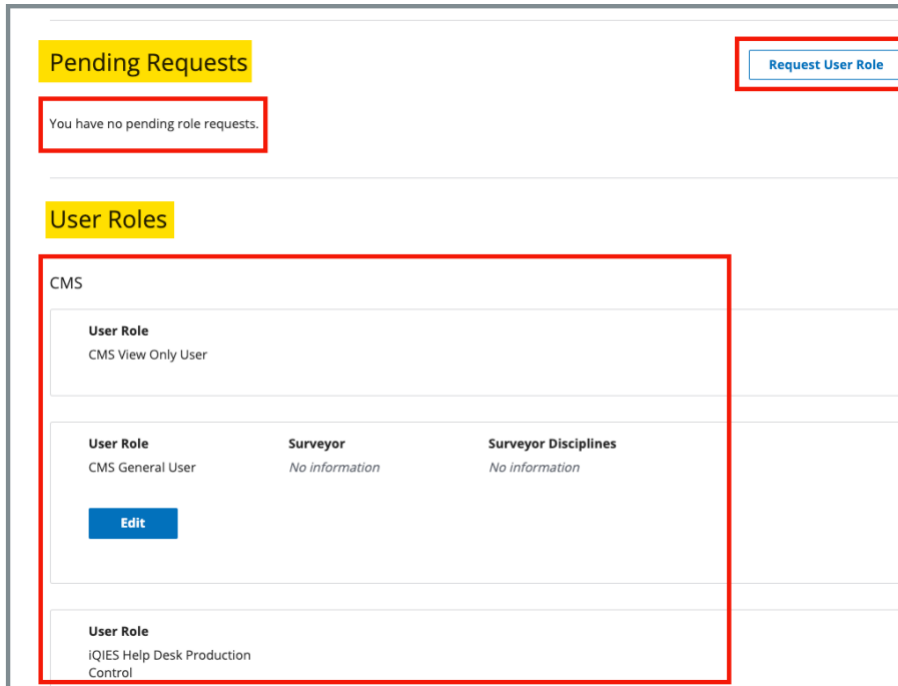 Pending Requests
Request User Role
You have no pending role requests.
User Roles
CMS
User Role
CMS View Only User
User Role Surveyor Surveyor Disciplines
CMS General User No information No information
Edit
User Role
iQIES Help Desk Production
Control